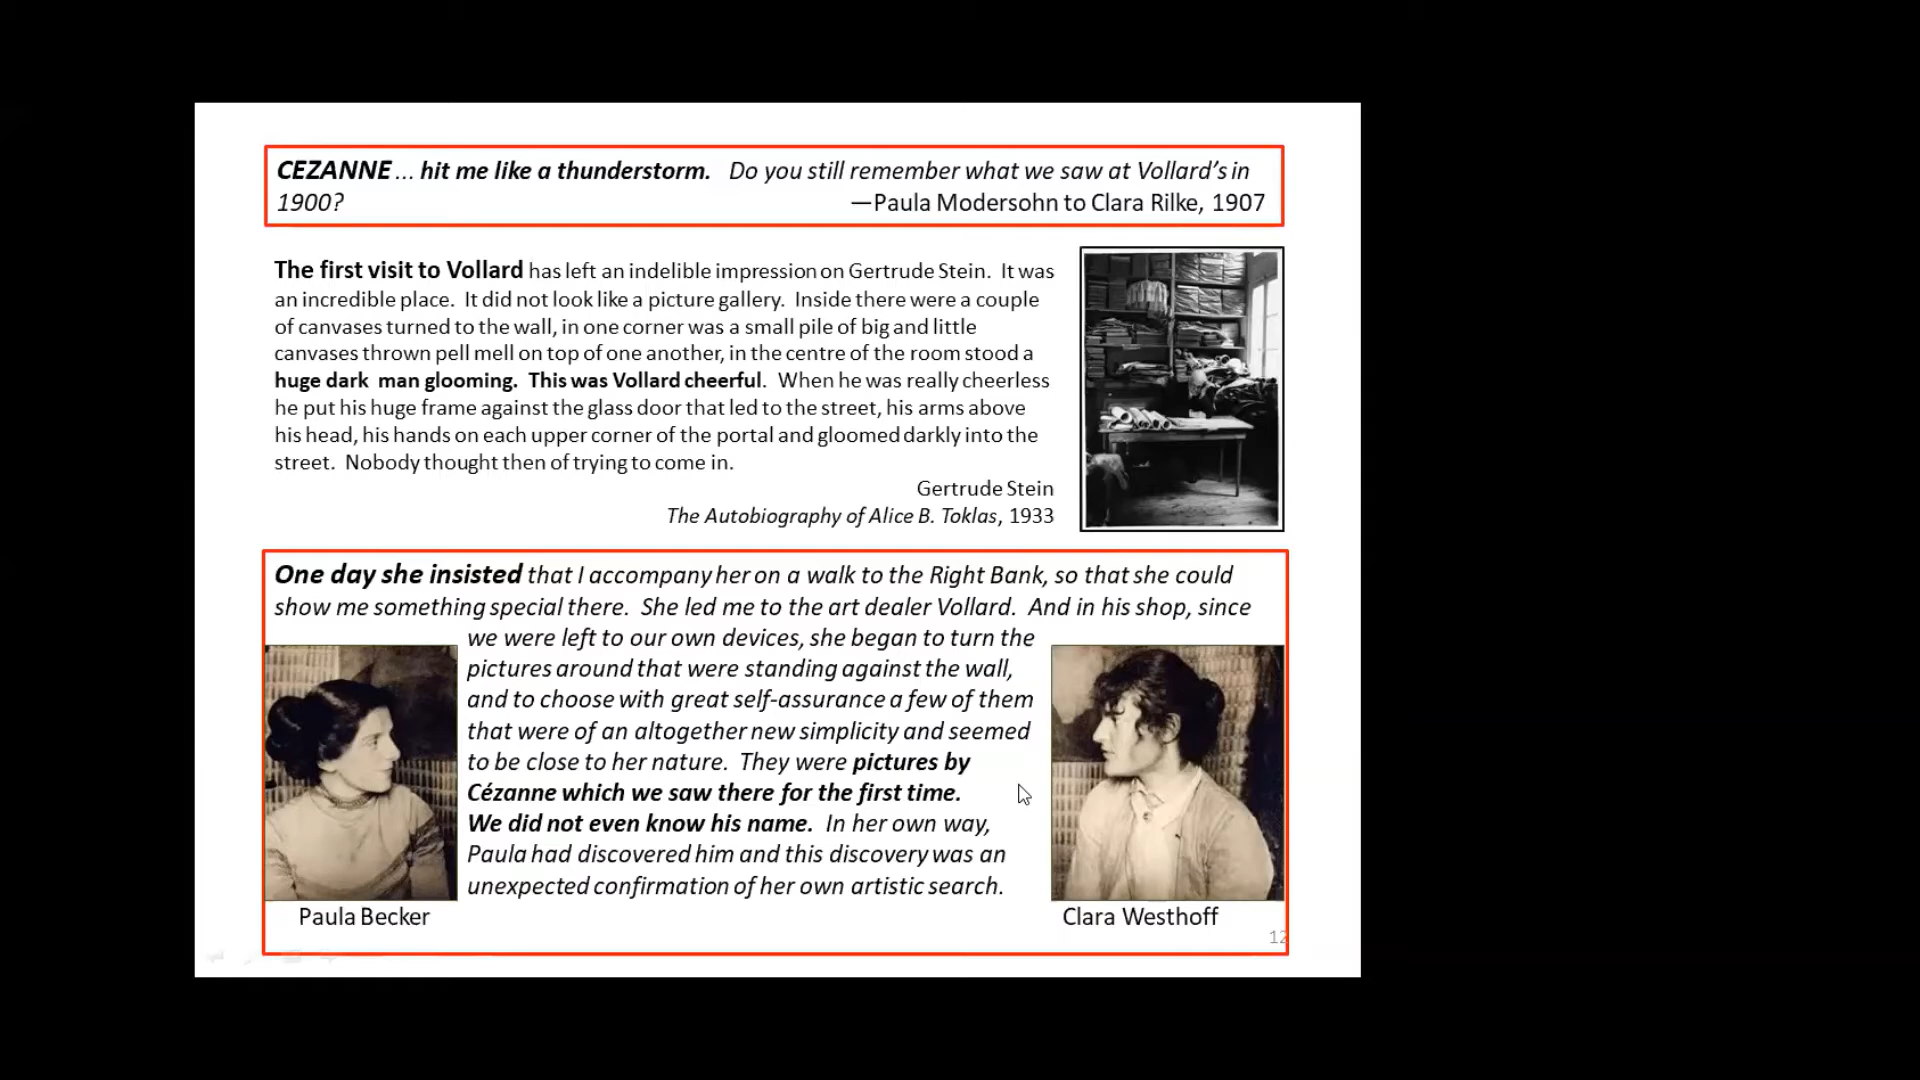 CEZANNE ... hit me like a thunderstorm. Do you still remember what we saw at Vollard's in
1900? —Paula Modersohn to Clara Rilke, 1907
The first visit to Vollard has left an indelible impression on Gertrude Stein. It was
an incredible place. It did not look like a picture gallery. Inside there were a couple
of canvases turned to the wall, in one corner was a small pile of big and little
canvases thrown pell mell on top of one another, in the centre of the room stood a
huge dark man glooming. This was Vollard cheerful. When he was really cheerless
he put his huge frame against the glass door that led to the street, his arms above
his head, his hands on each upper corner of the portal and gloomed darkly into the
street. Nobody thought then of trying to come in.
Gertrude Stein
The Autobiography of Alice B. Toklas, 1933
One day she insisted that I accompany her on a walk to the Right Bank, so that she could
show me something special there. She led me to the art dealer Vollard. And in his shop, since
we were left to our own devices, she began to turn the
pictures around that were standing against the wall,
and to choose with great self-assurance a few of them
that were of an altogether new simplicity and seemed
to be close to her nature. They were pictures by
Cézanne which we saw there for the first time.
We did not even know his name. In her own way,
Paula had discovered him and this discovery was an
unexpected confirmation of her own artistic search.
Paula Becker
Clara Westhoff
12